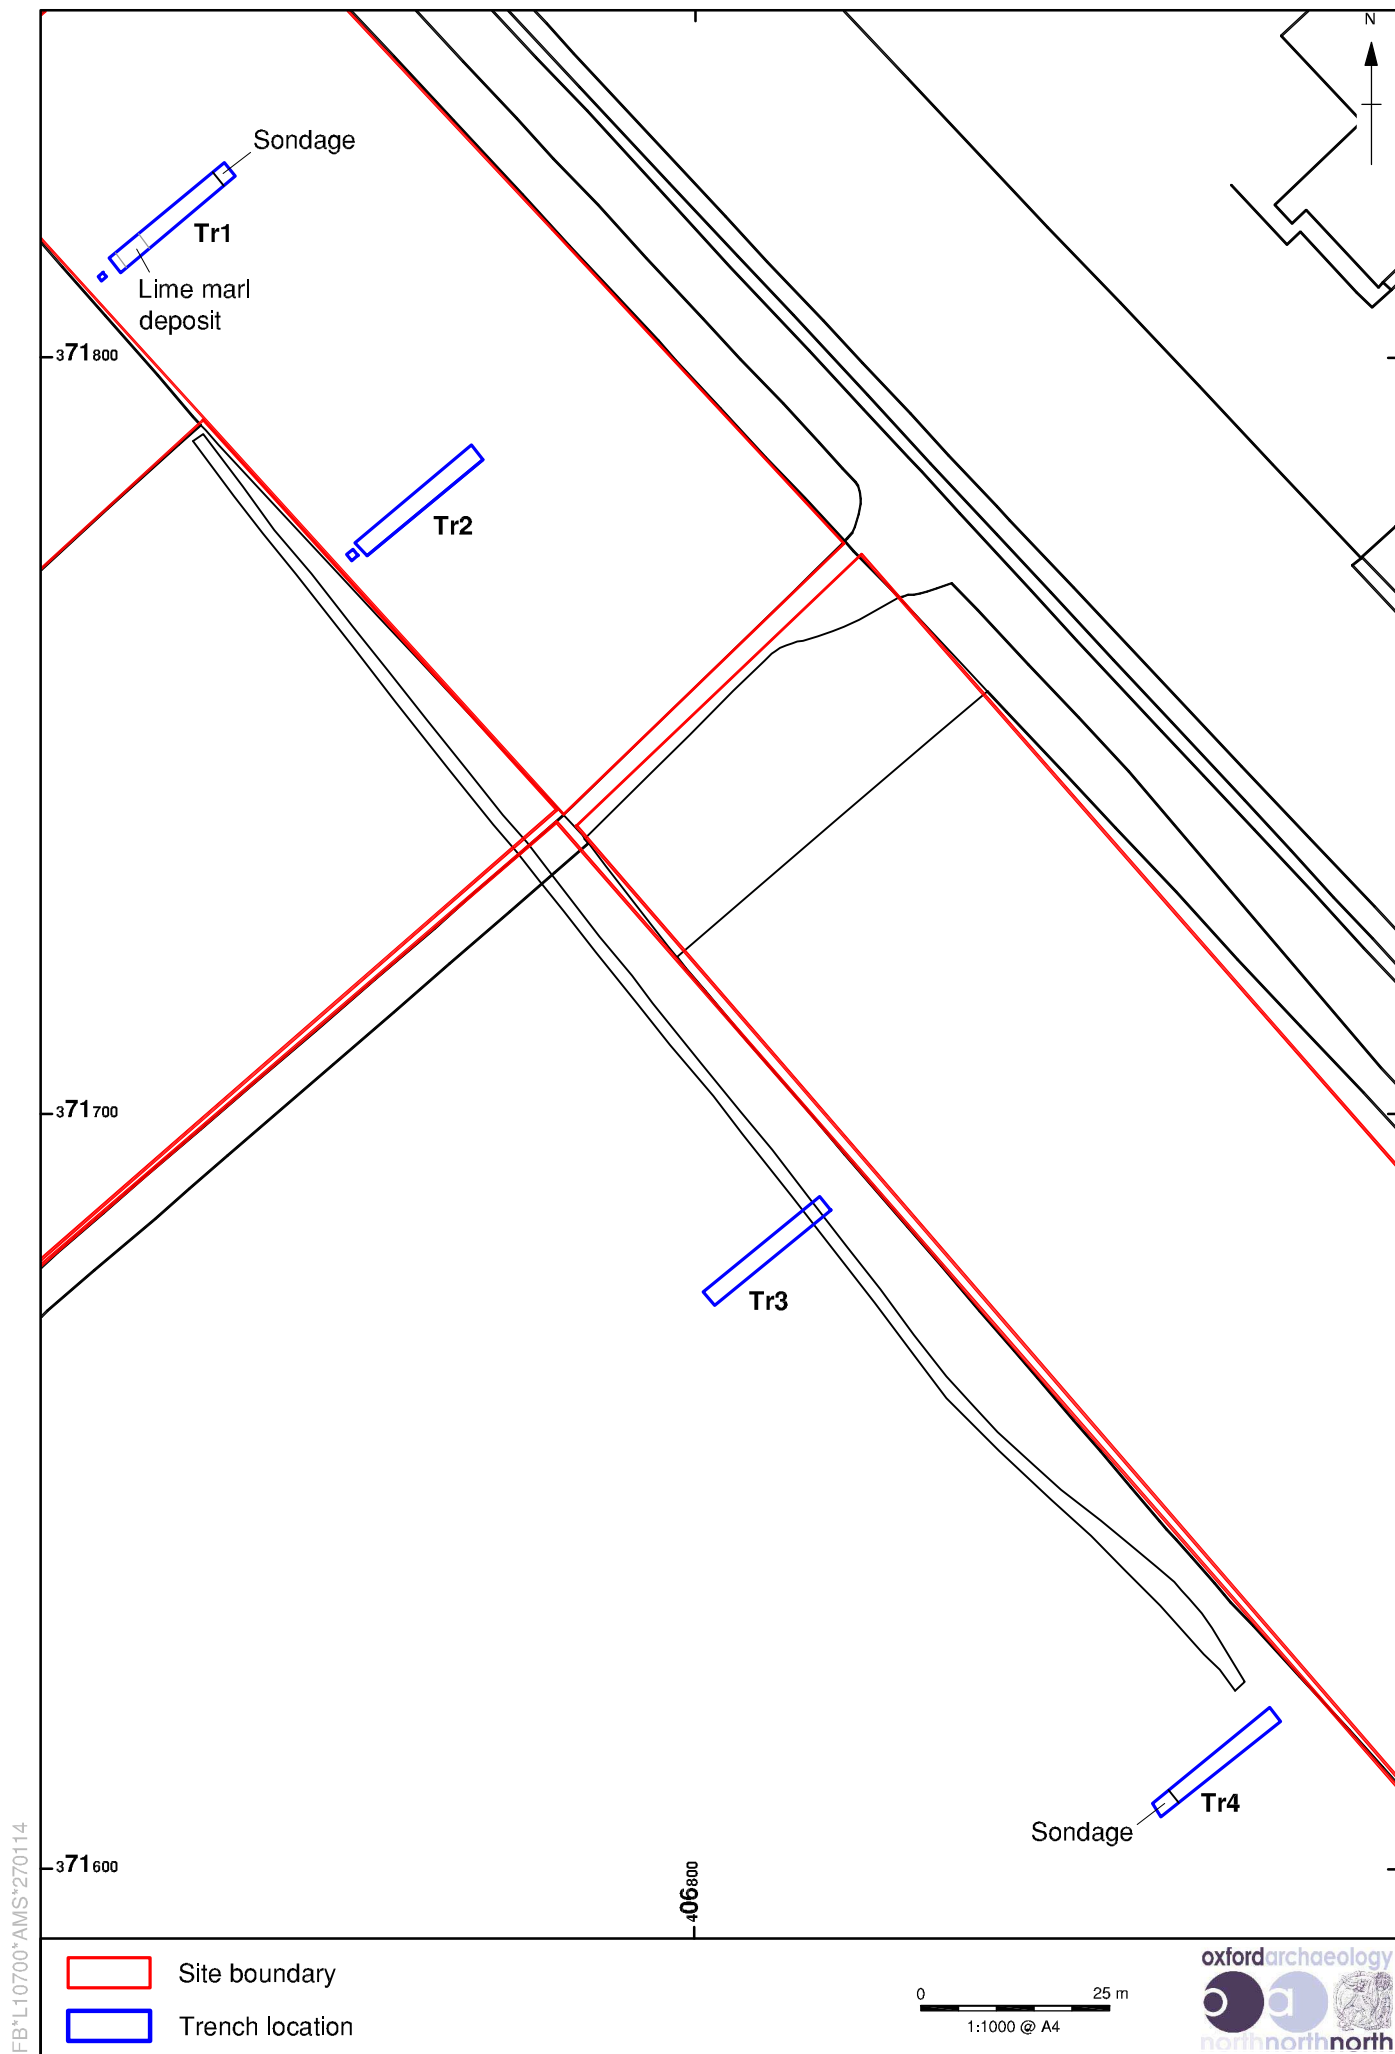 N
Sondage
Tr1
Lime marl
deposit
371800
Tr2
371700
Tr3
Tr4
Sondage
371600
406800
FB*L10700*AMS*270114
Site boundary
Trench location
0 25 m
1:1000 @ A4
oxfordarchaeology
o a
northnorthnorth